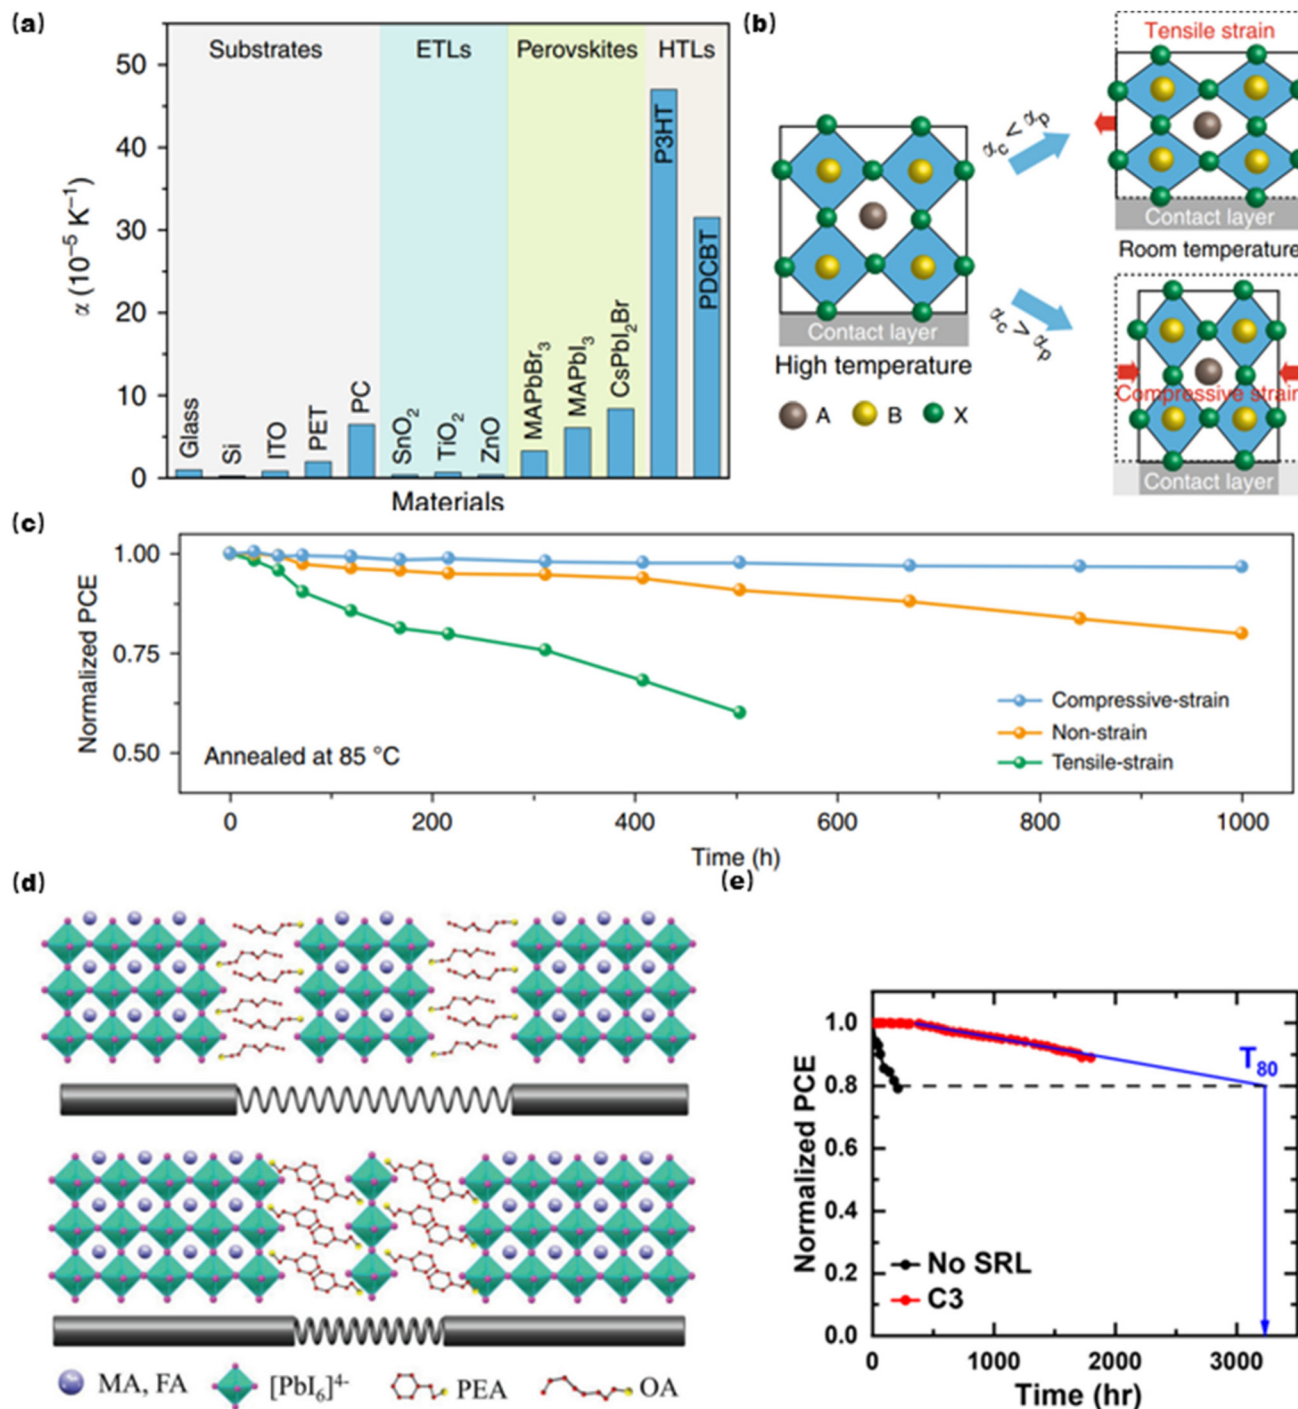 (a)
Substrates ETLs Perovskites HTLs
50
40
30
20
10
0
α (10⁻⁵ K⁻¹)
Glass
Si
ITO
PET
PC
SnO₂
TiO₂
ZnO
MAPbBr₃
MAPbI₃
CsPbI₂Br
P3HT
PDCBT
Materials
(b)
Tensile strain
αc < αp
Contact layer
Room temperature
Contact layer
High temperature
αc > αp
A B X
Compressive strain
Contact layer
(c)
1.00
0.75
0.50
Normalized PCE
Compressive-strain
Non-strain
Tensile-strain
Annealed at 85 °C
0 200 400 600 800 1000
Time (h)
(d)
MA, FA [PbI₆]⁴⁻ PEA OA
(e)
1.0
0.8
0.6
0.4
0.2
0.0
Normalized PCE
T₈₀
No SRL
C3
0 1000 2000 3000
Time (hr)